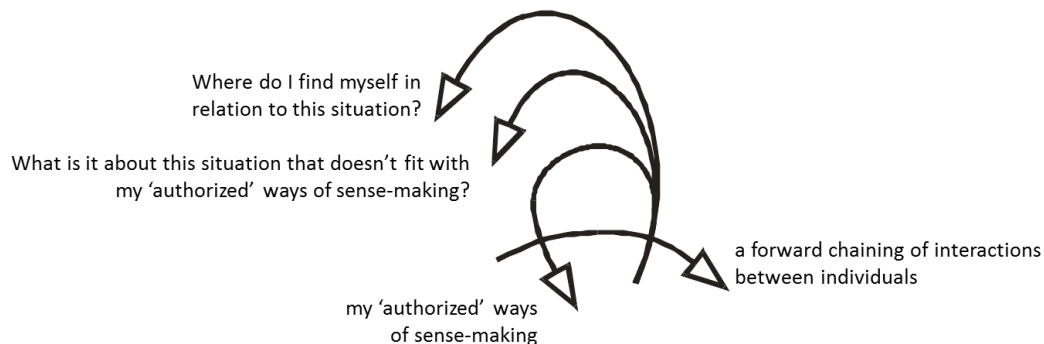 Where do I find myself in
relation to this situation?
What is it about this situation that doesn’t fit with
my ‘authorized’ ways of sense-making?
a forward chaining of interactions
between individuals
my ‘authorized’ ways
of sense-making